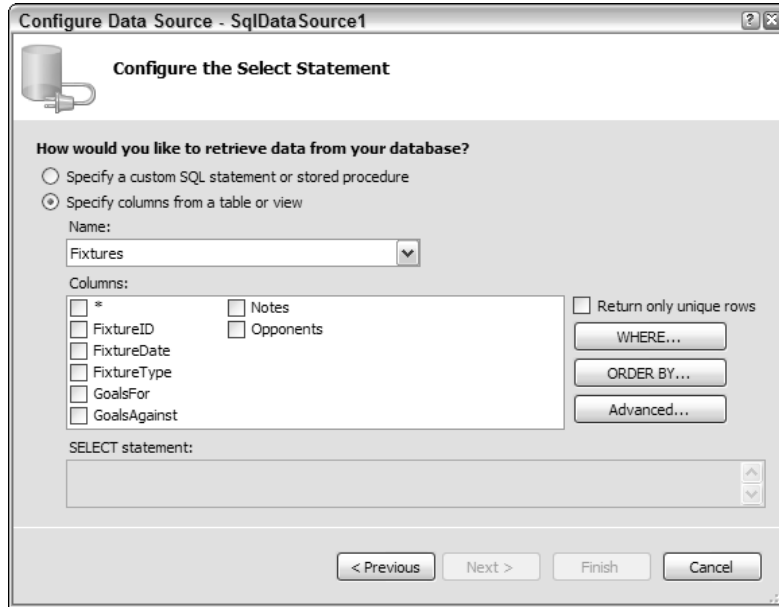 Configure Data Source - SqlDataSource1
Configure the Select Statement
How would you like to retrieve data from your database?
Specify a custom SQL statement or stored procedure
Specify columns from a table or view
Name:
Fixtures
Columns:
* Notes
FixtureID Opponents
FixtureDate
FixtureType
GoalsFor
GoalsAgainst
Return only unique rows
WHERE...
ORDER BY...
Advanced...
SELECT statement:
< Previous Next > Finish Cancel